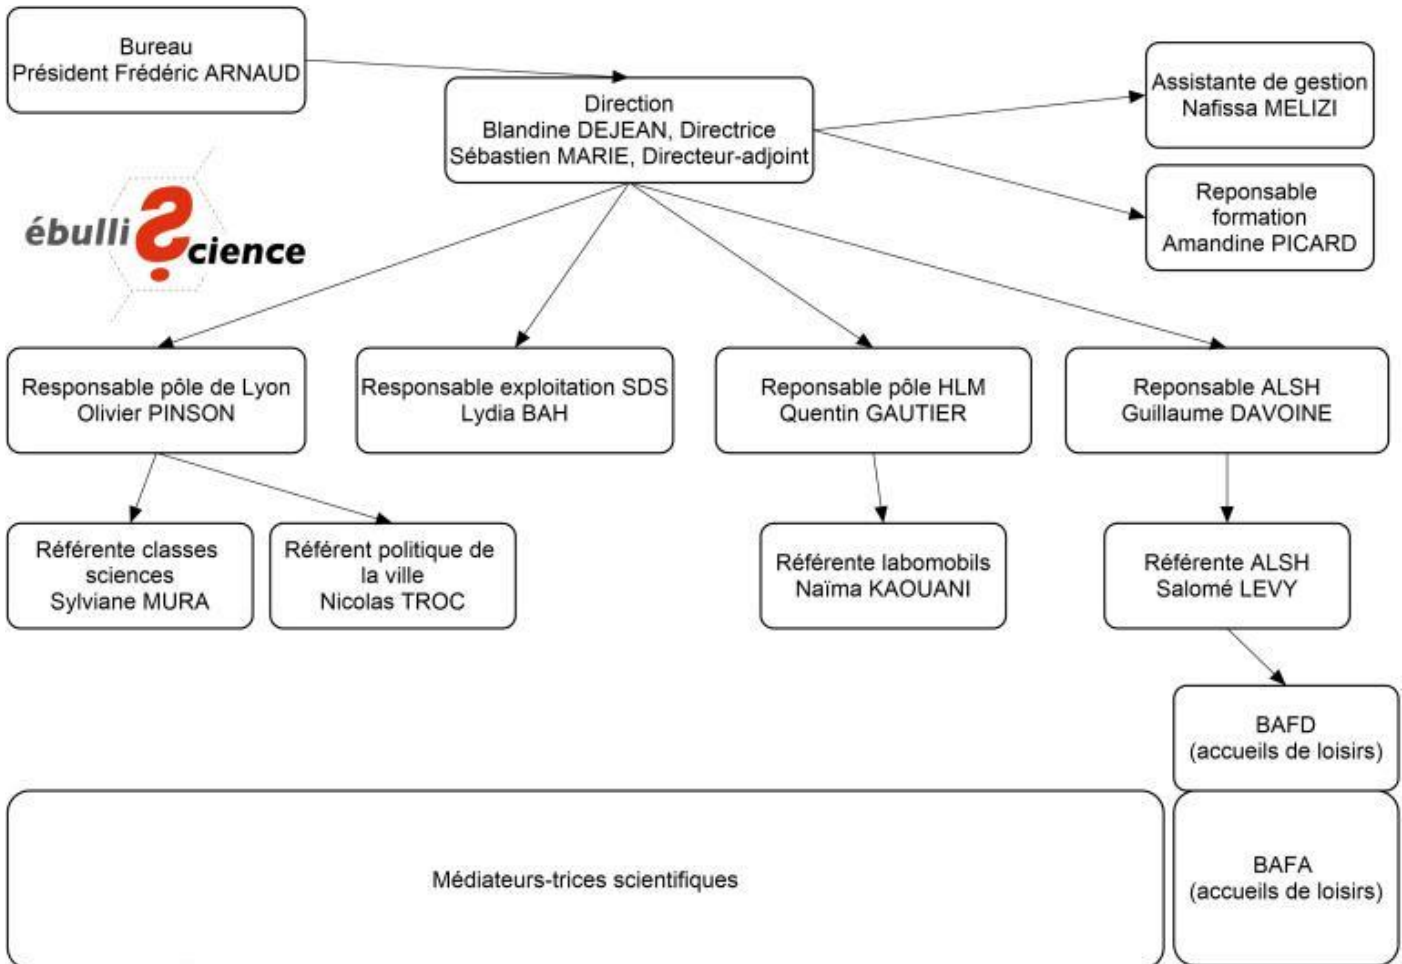 Bureau
Président Frédéric ARNAUD
Direction
Blandine DEJEAN, Directrice
Sébastien MARIE, Directeur-adjoint
Assistante de gestion
Nafissa MELIZI
Reponsable
formation
Amandine PICARD
ébulliScience
Responsable pôle de Lyon
Olivier PINSON
Responsable exploitation SDS
Lydia BAH
Reponsable pôle HLM
Quentin GAUTIER
Reponsable ALSH
Guillaume DAVOINE
Référente classes
sciences
Sylviane MURA
Référent politique de
la ville
Nicolas TROC
Référente labomobils
Naïma KAOUANI
Référente ALSH
Salomé LEVY
BAFD
(accueils de loisirs)
Médiateurs-trices scientifiques
BAFA
(accueils de loisirs)